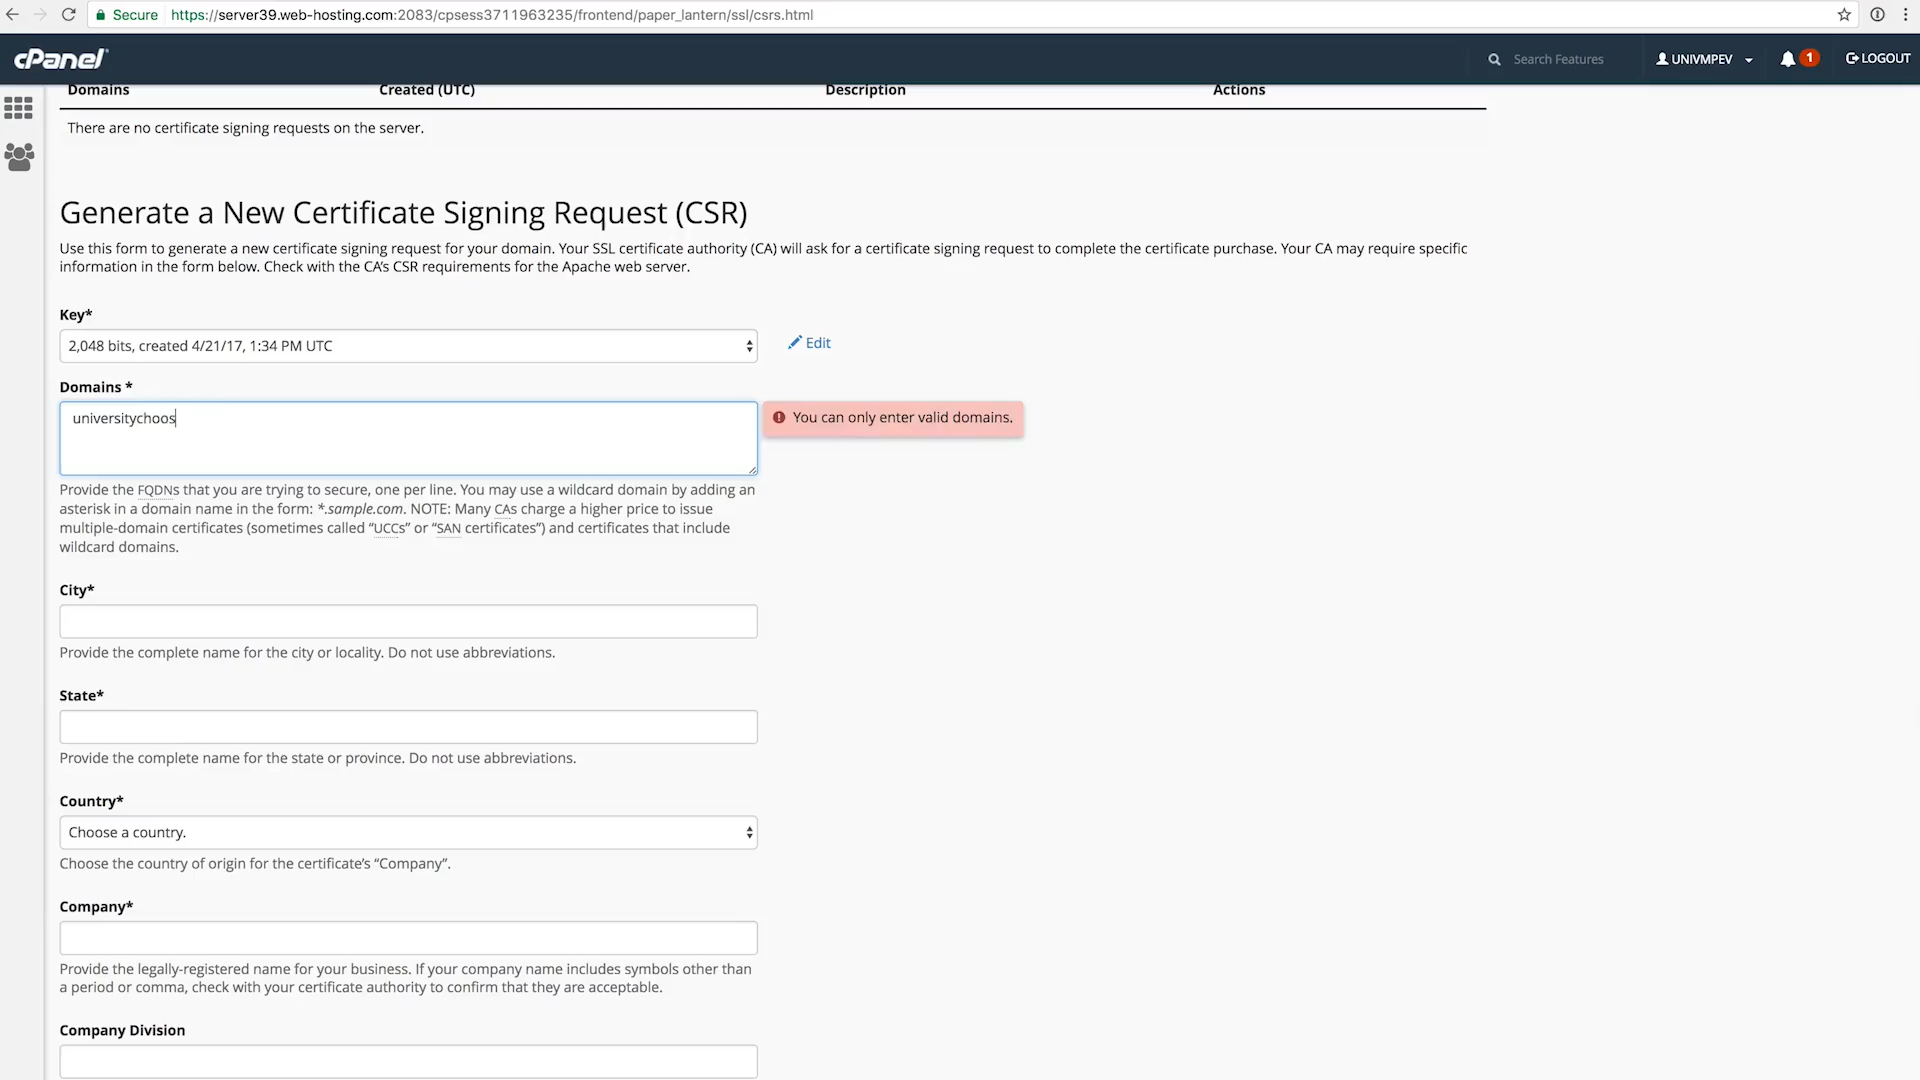 Secure https://server39.web-hosting.com:2083/cpsess3711963235/frontend/paper_lantern/ssl/csrs.html
cPanel Search Features UNIVMPEV 1 LOGOUT
Domains Created (UTC) Description Actions
There are no certificate signing requests on the server.
Generate a New Certificate Signing Request (CSR)
Use this form to generate a new certificate signing request for your domain. Your SSL certificate authority (CA) will ask for a certificate signing request to complete the certificate purchase. Your CA may require specific
information in the form below. Check with the CA’s CSR requirements for the Apache web server.
Key*
2,048 bits, created 4/21/17, 1:34 PM UTC Edit
Domains *
universitychoos You can only enter valid domains.
Provide the FQDNs that you are trying to secure, one per line. You may use a wildcard domain by adding an
asterisk in a domain name in the form: *.sample.com. NOTE: Many CAs charge a higher price to issue
multiple-domain certificates (sometimes called “UCCs” or “SAN certificates”) and certificates that include
wildcard domains.
City*
Provide the complete name for the city or locality. Do not use abbreviations.
State*
Provide the complete name for the state or province. Do not use abbreviations.
Country*
Choose a country.
Choose the country of origin for the certificate’s “Company”.
Company*
Provide the legally-registered name for your business. If your company name includes symbols other than
a period or comma, check with your certificate authority to confirm that they are acceptable.
Company Division